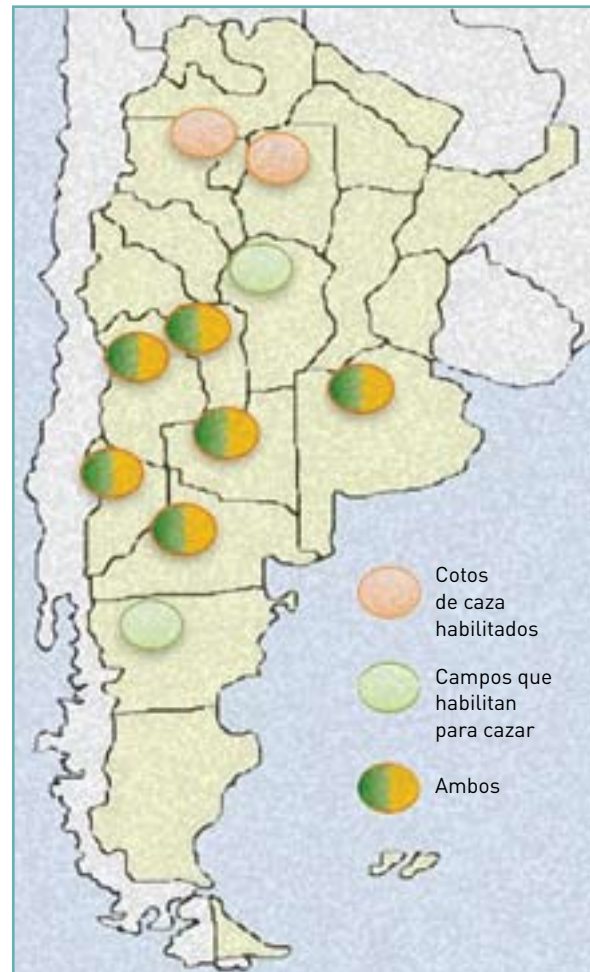 Cotos
de caza
habilitados
Campos que
habilitan
para cazar
Ambos